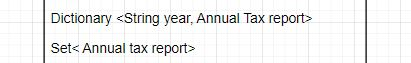 Dictionary <String year, Annual Tax report>
Set< Annual tax report>